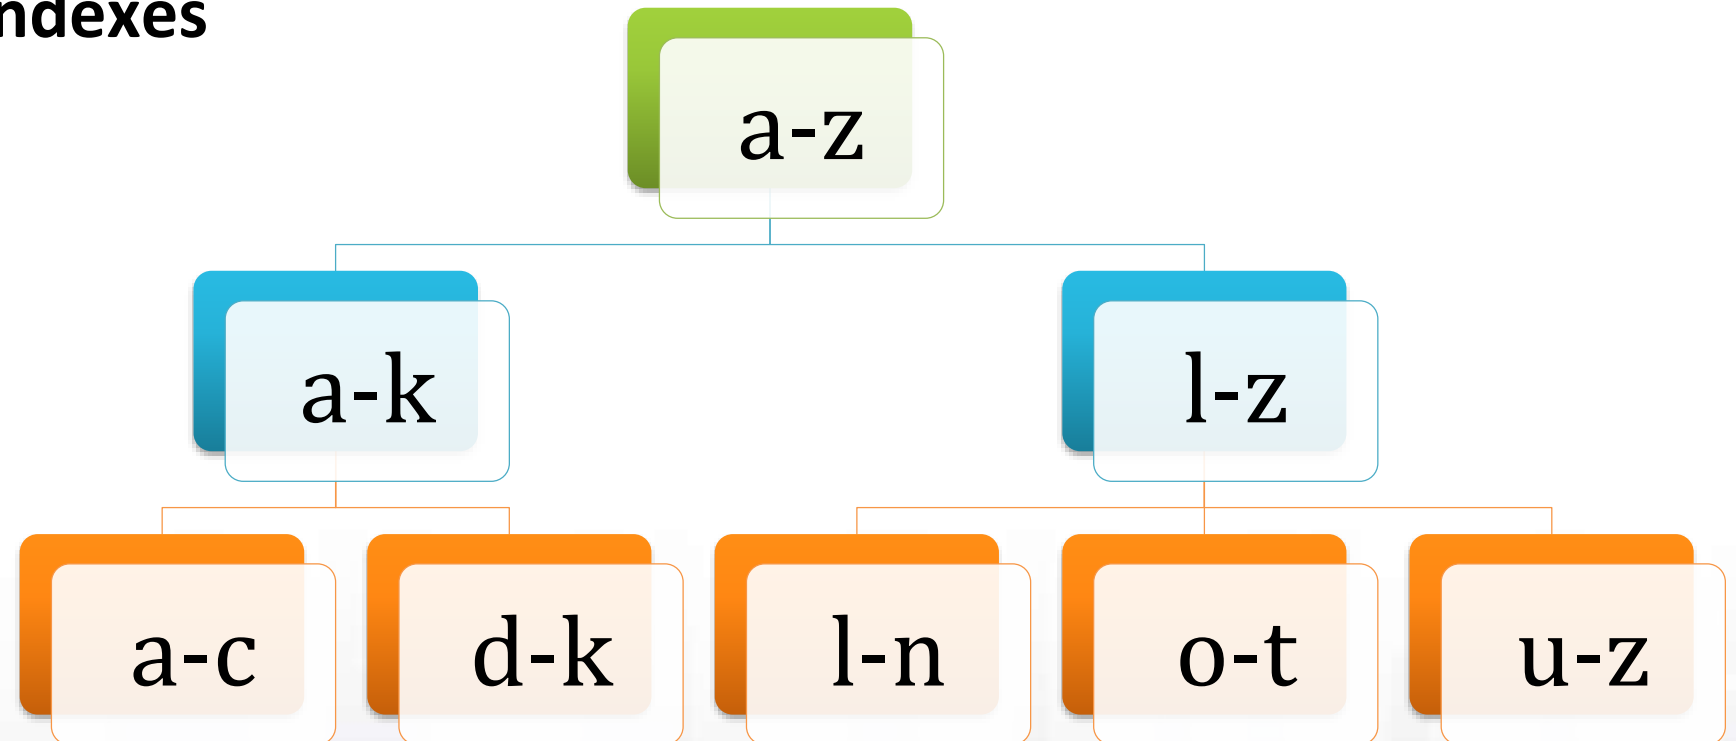 ndexes
a-z
a-k
l-z
a-c
d-k
l-n
o-t
u-z